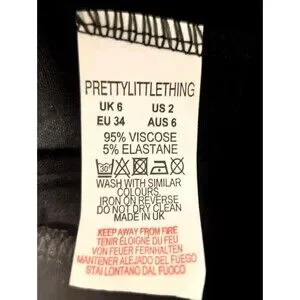 PRETTYLITTLETHING
UK 6 US 2
EU 34 AUS 6
95% VISCOSE
5% ELASTANE
WASH WITH SIMILAR
COLOURS
IRON ON REVERSE
DO NOT DRY CLEAN
MADE IN UK
KEEP AWAY FROM FIRE
TENIR ÉLOIGNÉ DU FEU
VON FEUER FERNHALTEN
MANTENER ALEJADO DEL FUEGO
STAI LONTANO DAL FUOCO